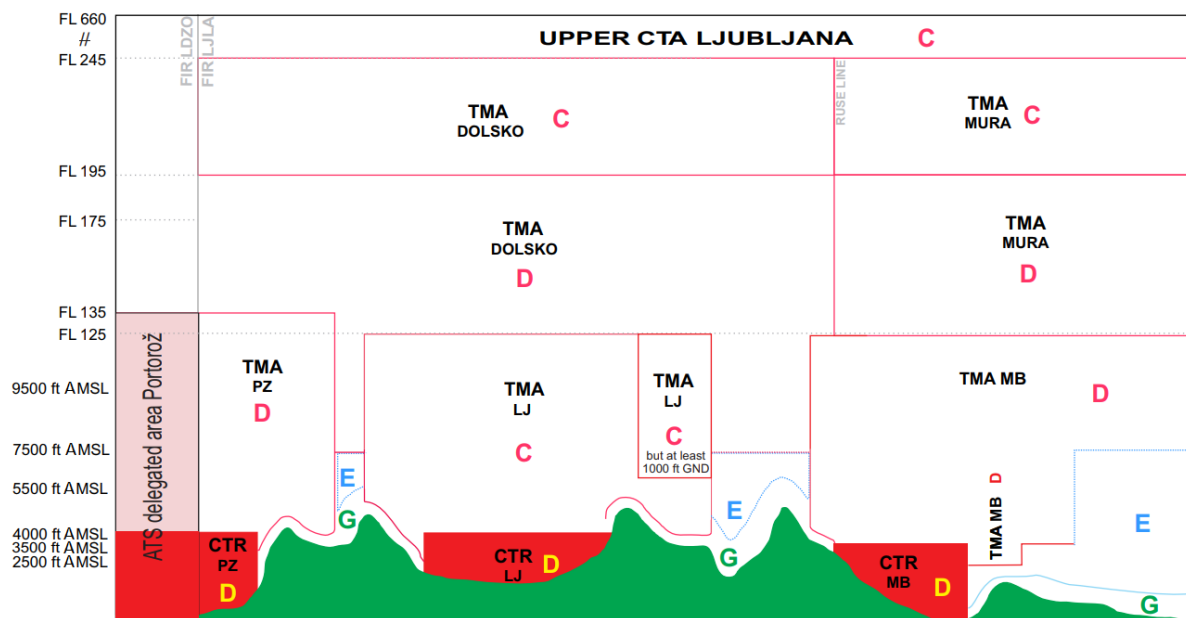 FL 660
#
FL 245
FIR LDZO
FIR LJLA
UPPER CTA LJUBLJANA C
TMA
DOLSKO
C
RUSE LINE
TMA
MURA
C
FL 195
FL 175
TMA
DOLSKO
D
TMA
MURA
D
FL 135
FL 125
ATS delegated area Portorož
TMA
PZ
D
TMA
LJ
C
TMA
LJ
C
but at least
1000 ft GND
TMA MB
D
9500 ft AMSL
7500 ft AMSL
5500 ft AMSL
4000 ft AMSL
3500 ft AMSL
2500 ft AMSL
E
G
E
G
TMA MB D
E
G
CTR
PZ
D
CTR
LJ
D
CTR
MB
D